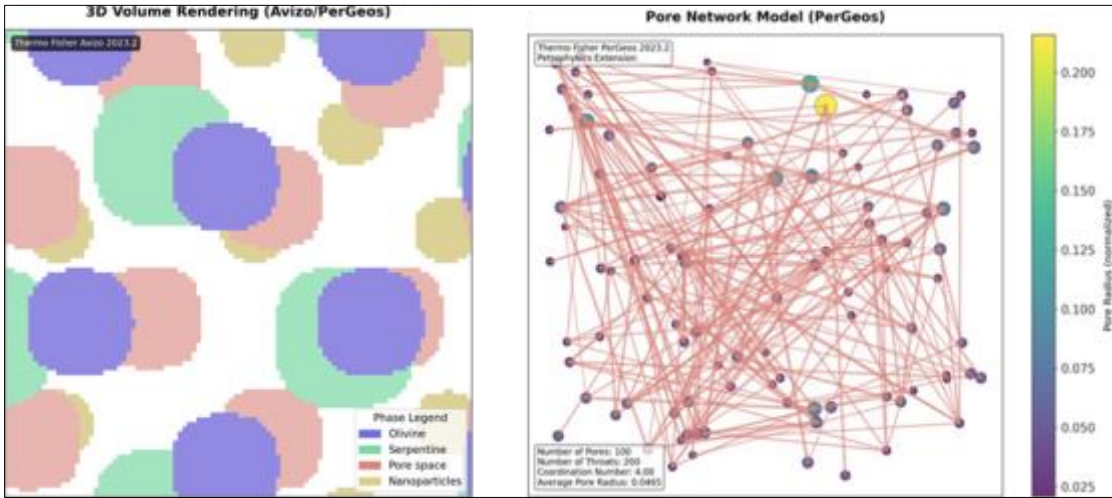 3D Volume Rendering (Avizo/PerGeos)
Thermo Fisher Avizo 2023.2
Phase Legend
Olivine
Serpentine
Pore space
Nanoparticles
Pore Network Model (PerGeos)
Thermo Fisher PerGeos 2023.2
Petrophysics Extension
Number of Pores: 100
Number of Throats: 200
Coordination Number: 4.00
Average Pore Radius: 0.0465
0.200
0.175
0.150
0.125
0.100
0.075
0.050
0.025
Pore Radius (normalized)